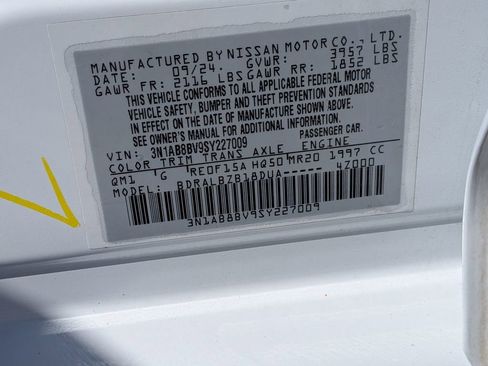 MANUFACTURED BY NISSAN MOTOR CO., LTD.
DATE: 09/24 GVWR: 3957 LBS
GAWR FR: 2116 LBS GAWR RR: 1852 LBS
THIS VEHICLE CONFORMS TO ALL APPLICABLE FEDERAL MOTOR
VEHICLE SAFETY, BUMPER AND THEFT PREVENTION STANDARDS
IN EFFECT ON THE DATE OF MANUFACTURE SHOWN ABOVE.
SEE OWNER'S MANUAL FOR ADDITIONAL INFORMATION
VIN: 3N1AB8BV9SY227009 PASSENGER CAR.
COLOR TRIM TRANS AXLE ENGINE
QM1 G RE0F15A HQ50 MR20 1997 CC
MODEL: BDRALBZB18DUA----- 4Z000
3N1AB8BV9SY227009